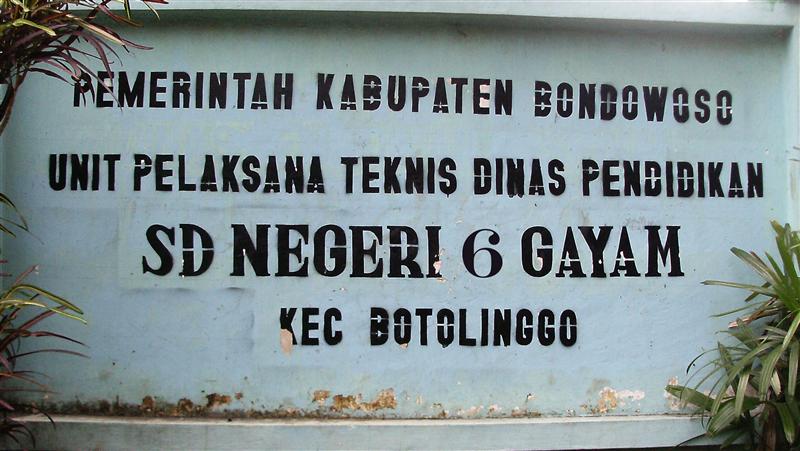 PEMERINTAH KABUPATEN BONDOWOSO
UNIT PELAKSANA TEKNIS DINAS PENDIDIKAN
SD NEGERI 6 GAYAM
KEC BOTOLINGGO